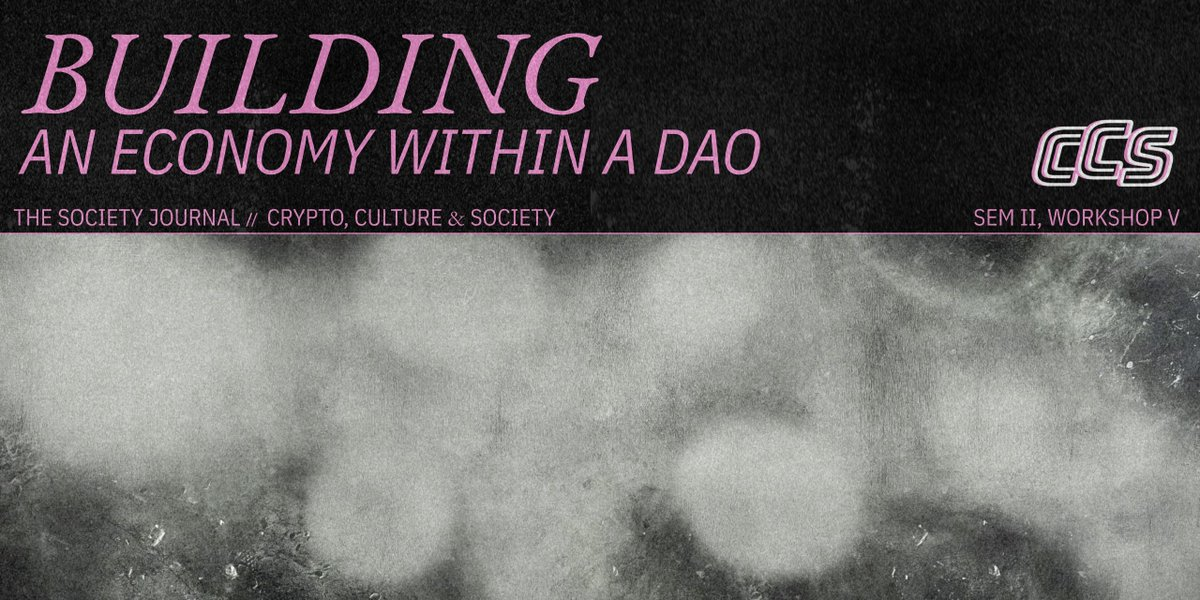 BUILDING
AN ECONOMY WITHIN A DAO
CCS
THE SOCIETY JOURNAL // CRYPTO, CULTURE & SOCIETY
SEM II, WORKSHOP V